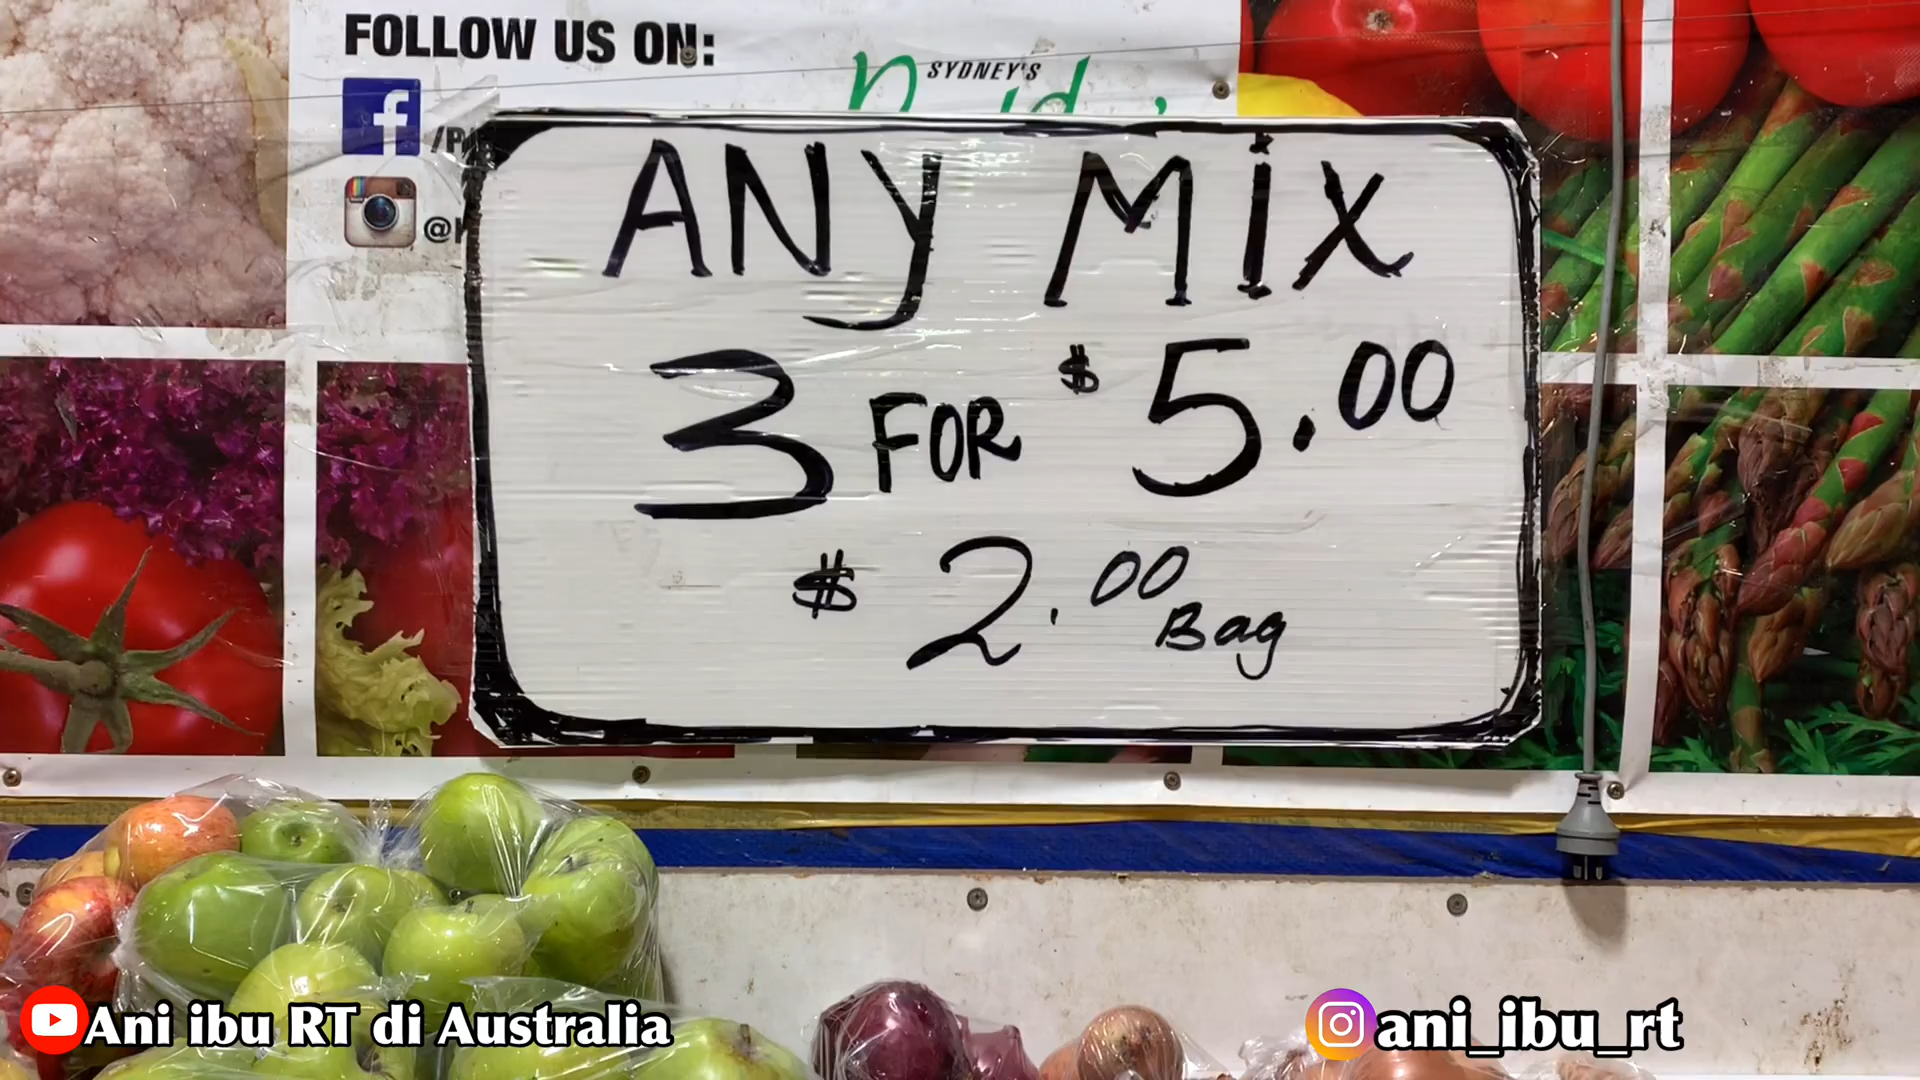 FOLLOW US ON:
SYDNEY'S
ANY MiX
3 FOR $5.00
$2.00 Bag
Ani ibu RT di Australia
ani_ibu_rt